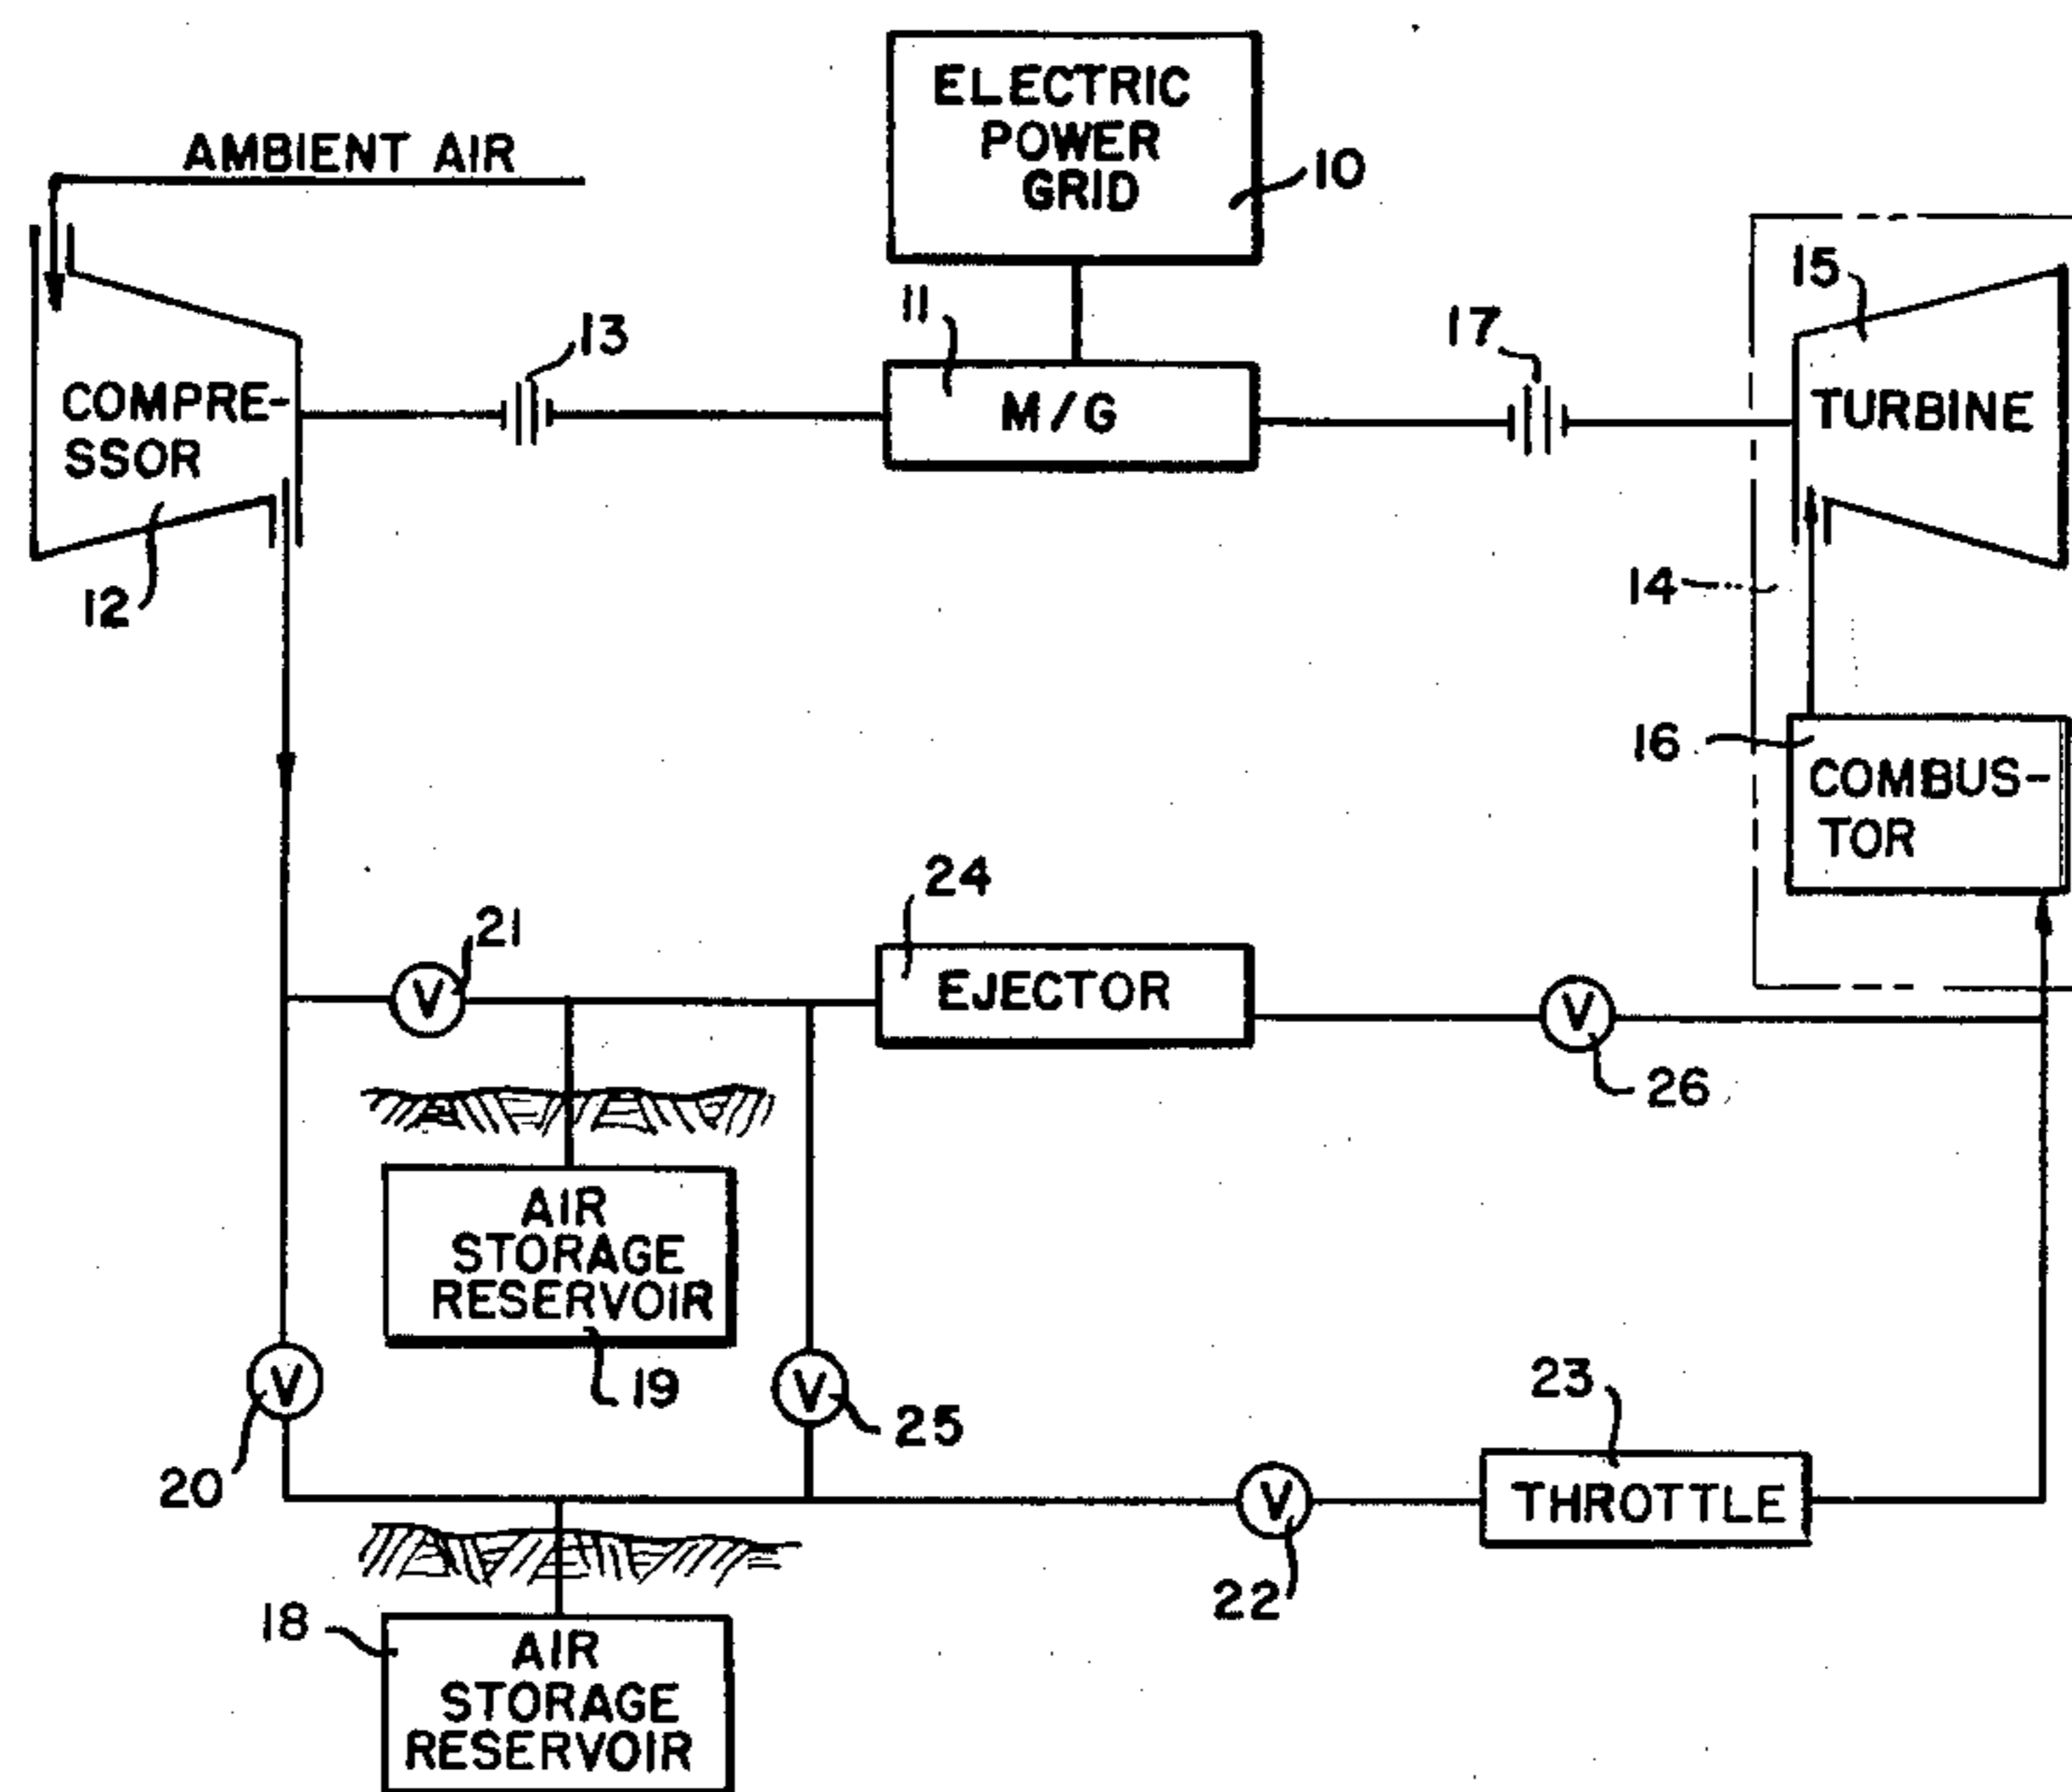 ELECTRIC
POWER
GRID
10
AMBIENT AIR
15
11
17
13
COMPRE-
SSOR
M/G
TURBINE
12
14
16
COMBUS-
TOR
24
21
V
EJECTOR
V
26
AIR
STORAGE
RESERVOIR
19
V
20
V
25
23
V
THROTTLE
22
18
AIR
STORAGE
RESERVOIR